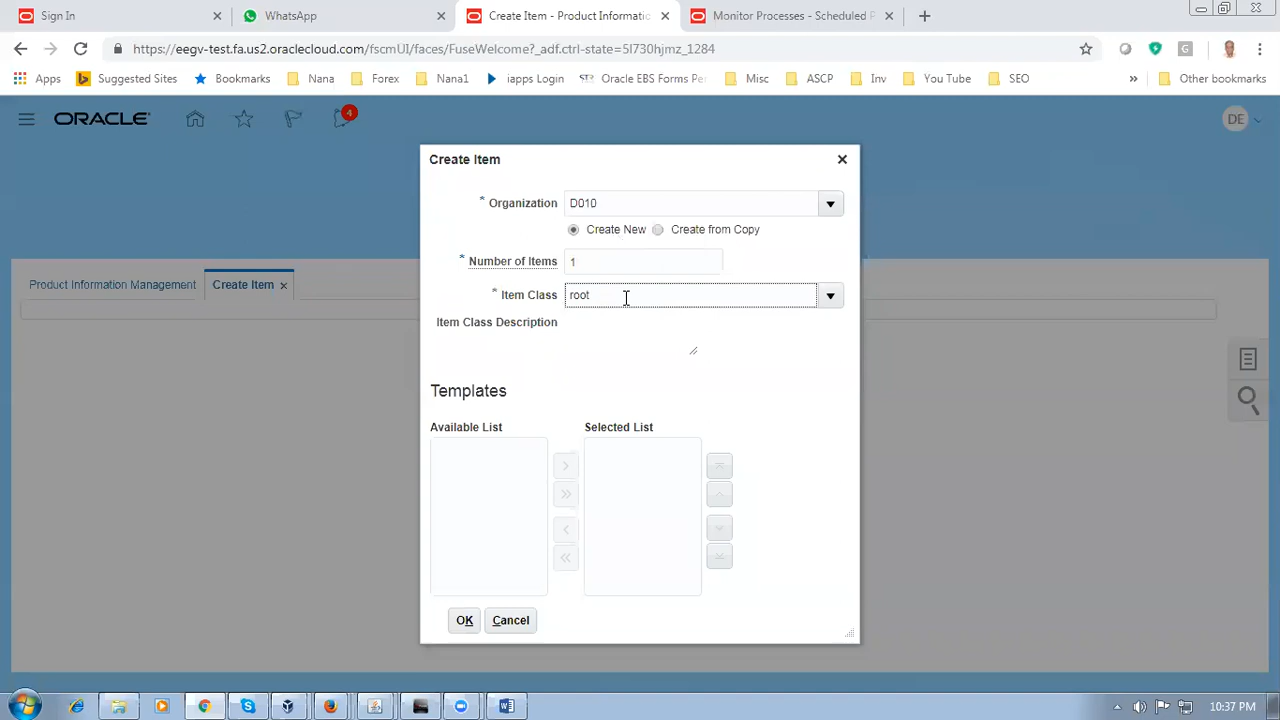 Sign In
WhatsApp
Create Item - Product Informatio
Monitor Processes - Scheduled P
https://eegv-test.fa.us2.oraclecloud.com/fscmUI/faces/FuseWelcome?_adf.ctrl-state=5l730hjmz_1284
Apps
Suggested Sites
Bookmarks
Nana
Forex
Nana1
iapps Login
Oracle EBS Forms Pe
Misc
ASCP
Inv
You Tube
SEO
Other bookmarks
ORACLE
4
DE
Create Item
* Organization D010
Create New Create from Copy
* Number of Items 1
* Item Class root
Item Class Description
Product Information Management
Create Item
Templates
Available List Selected List
OK Cancel
10:37 PM